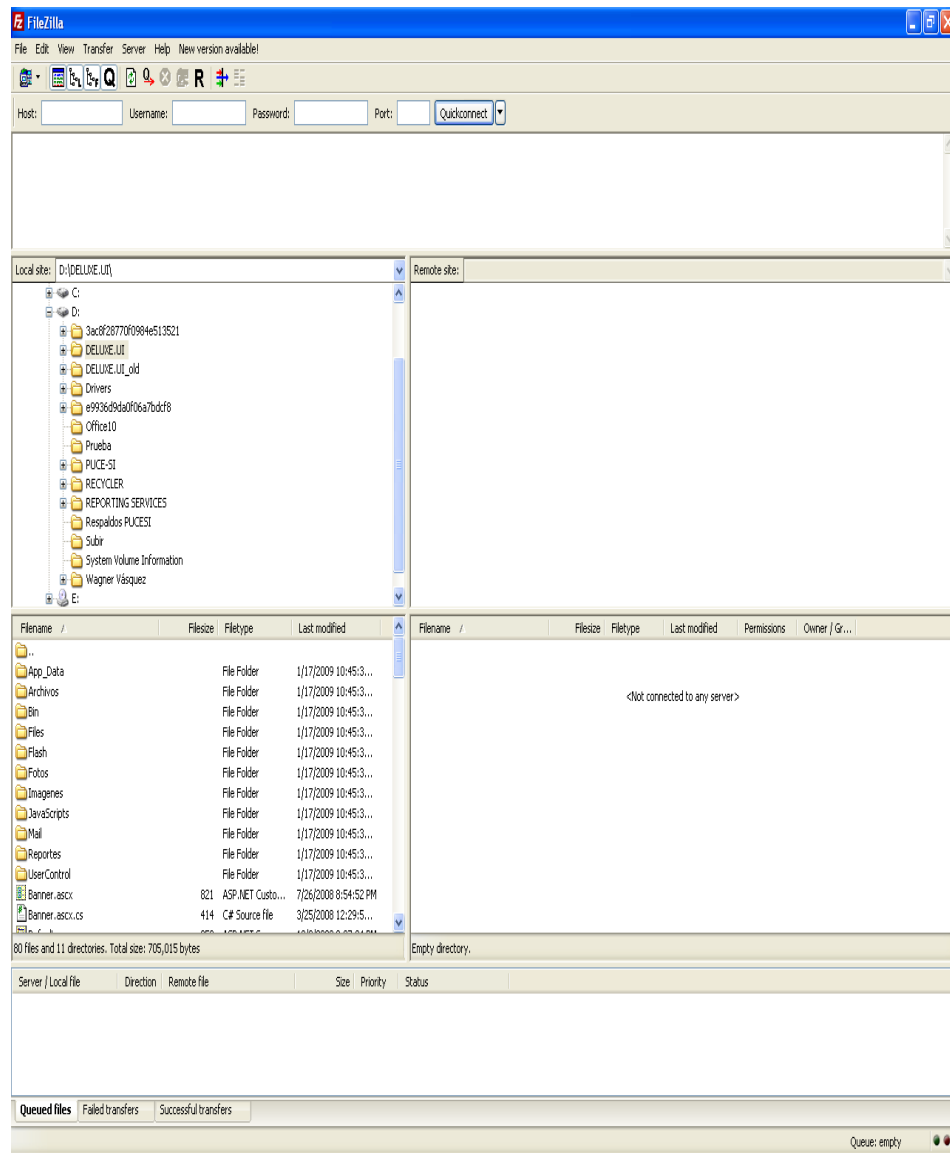 FileZilla
File Edit View Transfer Server Help New version available!
Host: Username: Password: Port: Quickconnect
Local site: D:\DELUXE.UI\
C:
D:
3ac8f28770f0984e513521
DELUXE.UI
DELUXE.UI_old
Drivers
e9936d9da0f06a7bdcf8
Office10
Prueba
PUCE-SI
RECYCLER
REPORTING SERVICES
Respaldos PUCESI
Subir
System Volume Information
Wagner Vásquez
E:
Remote site:
Filename Filesize Filetype Last modified
..
App_Data File Folder 1/17/2009 10:45:3...
Archivos File Folder 1/17/2009 10:45:3...
Bin File Folder 1/17/2009 10:45:3...
Files File Folder 1/17/2009 10:45:3...
Flash File Folder 1/17/2009 10:45:3...
Fotos File Folder 1/17/2009 10:45:3...
Imagenes File Folder 1/17/2009 10:45:3...
JavaScripts File Folder 1/17/2009 10:45:3...
Mail File Folder 1/17/2009 10:45:3...
Reportes File Folder 1/17/2009 10:45:3...
UserControl File Folder 1/17/2009 10:45:3...
Banner.ascx 821 ASP.NET Custo... 7/26/2008 8:54:52 PM
Banner.ascx.cs 414 C# Source file 3/25/2008 12:29:5...
80 files and 11 directories. Total size: 705,015 bytes
Filename Filesize Filetype Last modified Permissions Owner / Gr...
<Not connected to any server>
Empty directory.
Server / Local file Direction Remote file Size Priority Status
Queued files Failed transfers Successful transfers
Queue: empty